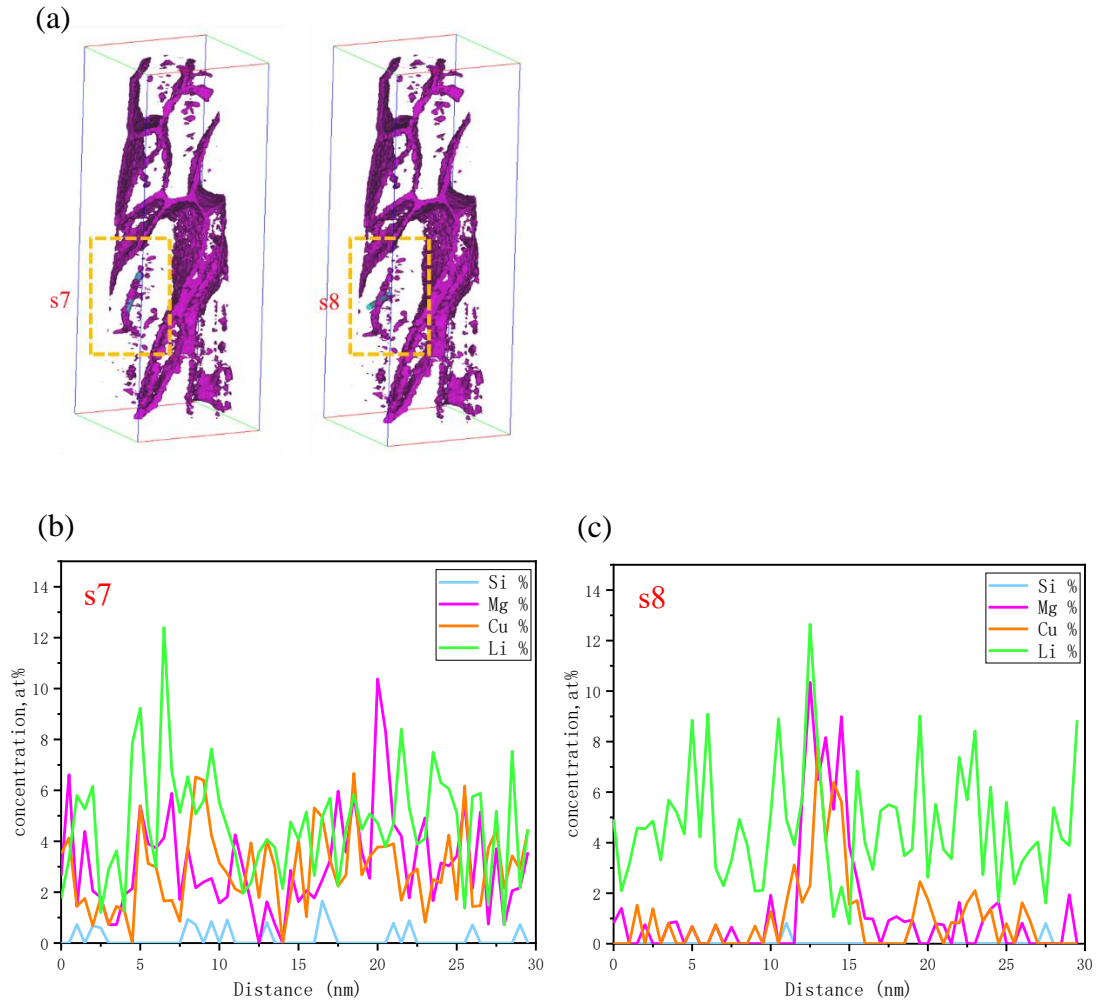 (a)
s7
s8
(b)
(c)
s7
Si %
Mg %
Cu %
Li %
concentration, at%
14
12
10
8
6
4
2
0
0 5 10 15 20 25 30
Distance (nm)
s8
Si %
Mg %
Cu %
Li %
concentration, at%
14
12
10
8
6
4
2
0
0 5 10 15 20 25 30
Distance (nm)